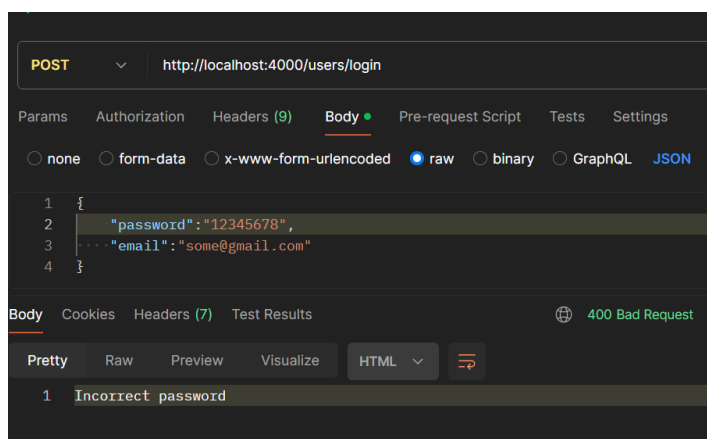 POST http://localhost:4000/users/login
Params Authorization Headers (9) Body Pre-request Script Tests Settings
none form-data x-www-form-urlencoded raw binary GraphQL JSON
1 {
2 "password":"12345678",
3 "email":"some@gmail.com"
4 }
Body Cookies Headers (7) Test Results 400 Bad Request
Pretty Raw Preview Visualize HTML
1 Incorrect password